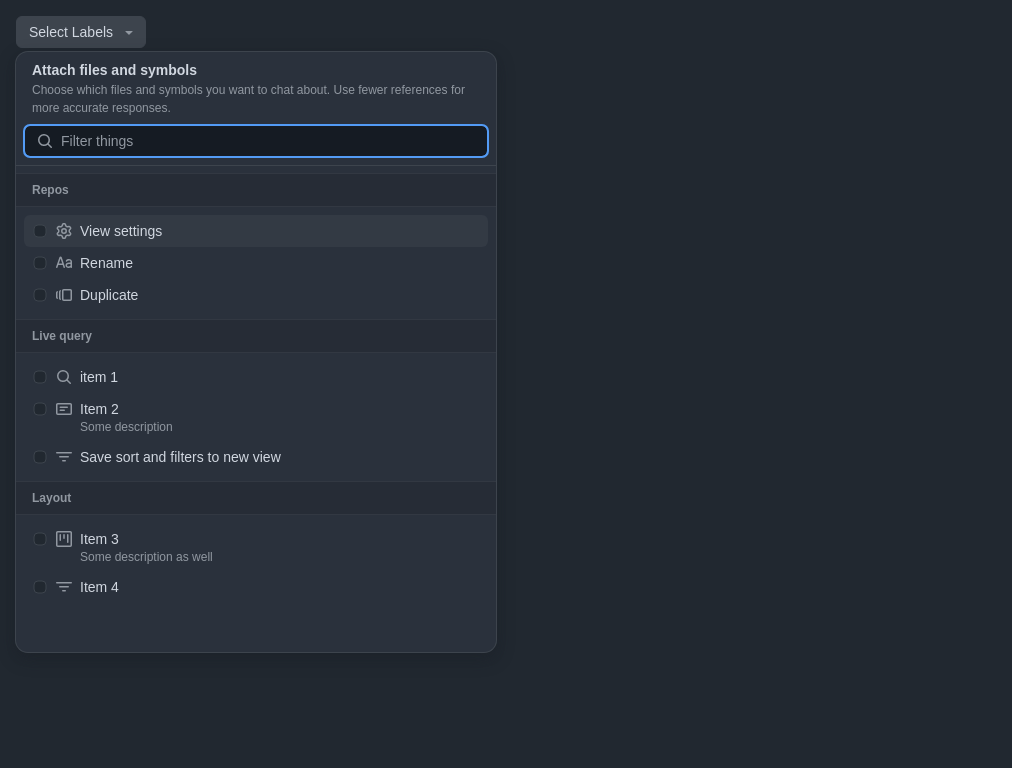 Select Labels
Attach files and symbols
Choose which files and symbols you want to chat about. Use fewer references for
more accurate responses.
Filter things
Repos
View settings
Rename
Duplicate
Live query
item 1
Item 2
Some description
Save sort and filters to new view
Layout
Item 3
Some description as well
Item 4